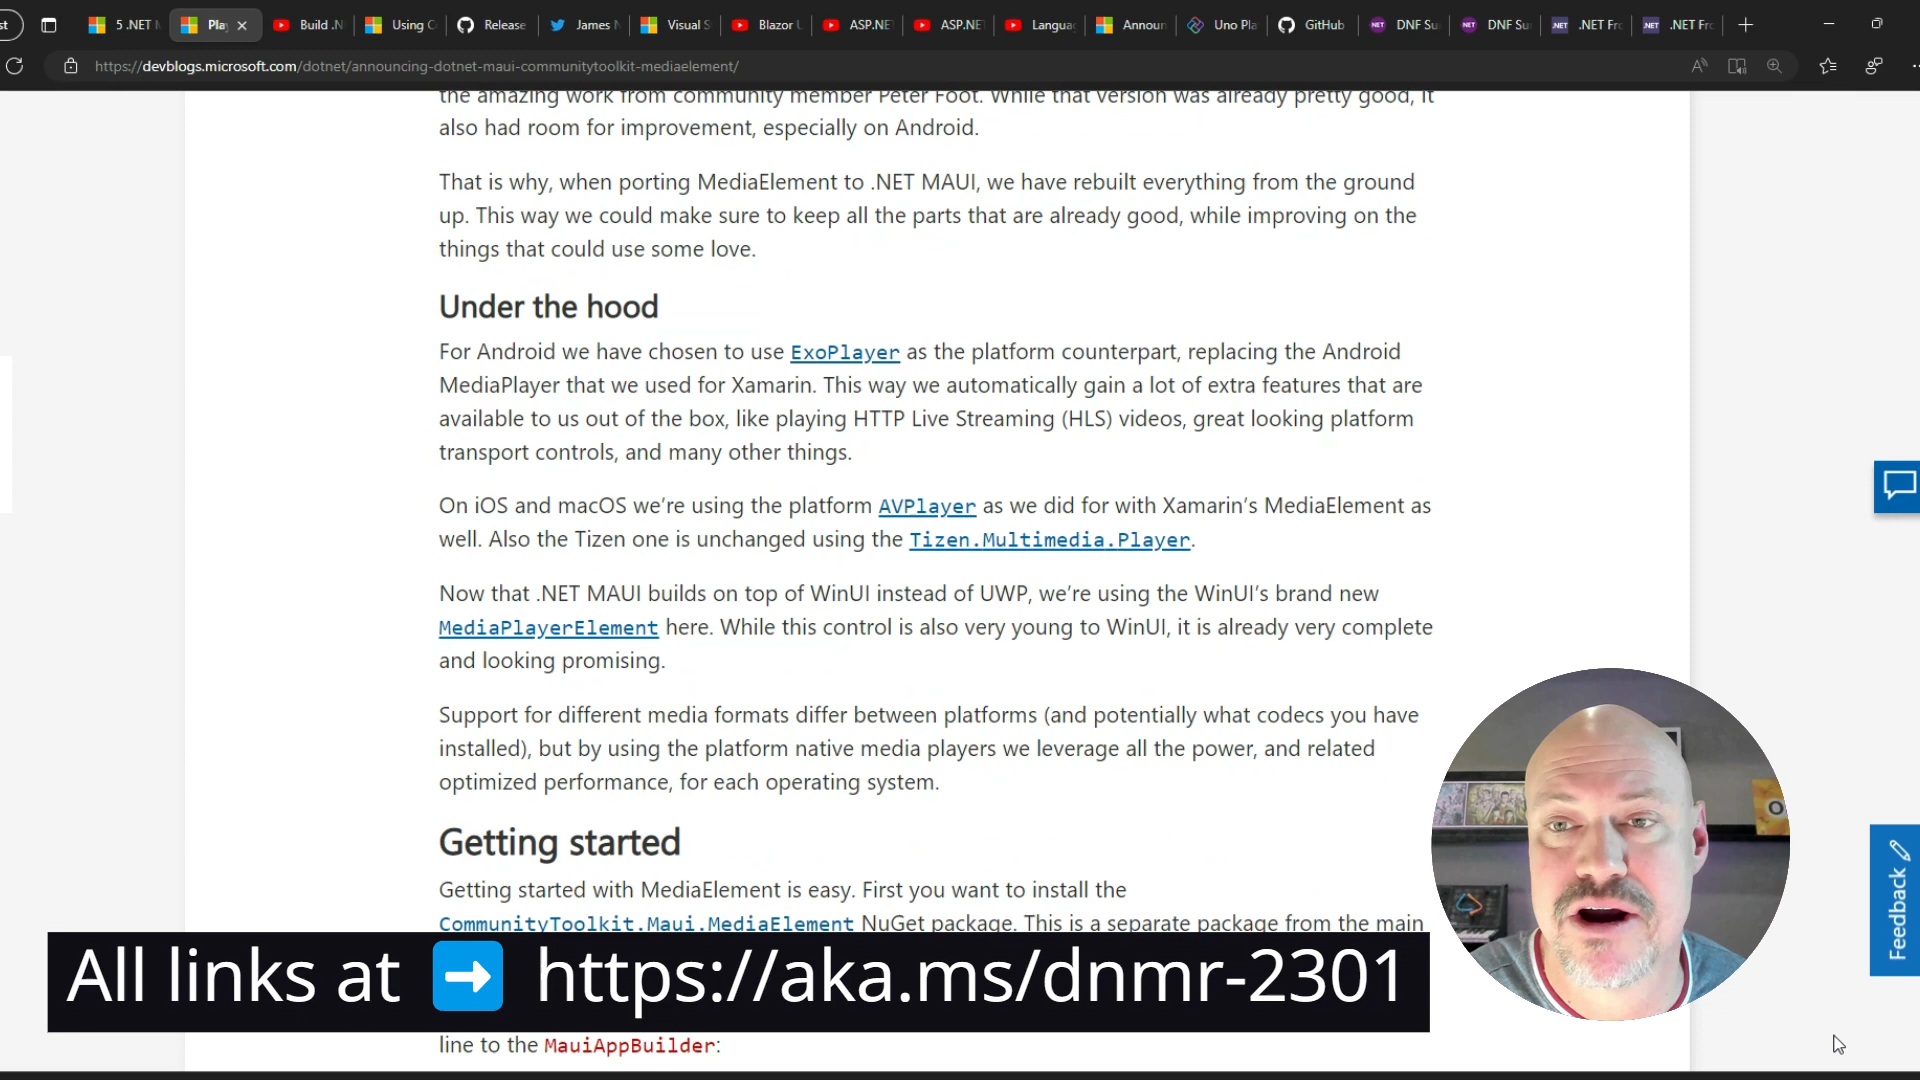 st
5 .NET M
Play
Build .N
Using C
Release
James M
Visual S
Blazor U
ASP.NE
ASP.NE
Langua
Announ
Uno Pla
GitHub
DNF Su
DNF Su
.NET Fr
.NET Fr
https://devblogs.microsoft.com/dotnet/announcing-dotnet-maui-communitytoolkit-mediaelement/
the amazing work from community member Peter Foot. While that version was already pretty good, it
also had room for improvement, especially on Android.
That is why, when porting MediaElement to .NET MAUI, we have rebuilt everything from the ground
up. This way we could make sure to keep all the parts that are already good, while improving on the
things that could use some love.
Under the hood
For Android we have chosen to use ExoPlayer as the platform counterpart, replacing the Android
MediaPlayer that we used for Xamarin. This way we automatically gain a lot of extra features that are
available to us out of the box, like playing HTTP Live Streaming (HLS) videos, great looking platform
transport controls, and many other things.
On iOS and macOS we're using the platform AVPlayer as we did for with Xamarin's MediaElement as
well. Also the Tizen one is unchanged using the Tizen.Multimedia.Player.
Now that .NET MAUI builds on top of WinUI instead of UWP, we're using the WinUI's brand new
MediaPlayerElement here. While this control is also very young to WinUI, it is already very complete
and looking promising.
Support for different media formats differ between platforms (and potentially what codecs you have
installed), but by using the platform native media players we leverage all the power, and related
optimized performance, for each operating system.
Getting started
Getting started with MediaElement is easy. First you want to install the
CommunityToolkit.Maui.MediaElement NuGet package. This is a separate package from the main
All links at ➡ https://aka.ms/dnmr-2301
line to the MauiAppBuilder:
Feedback